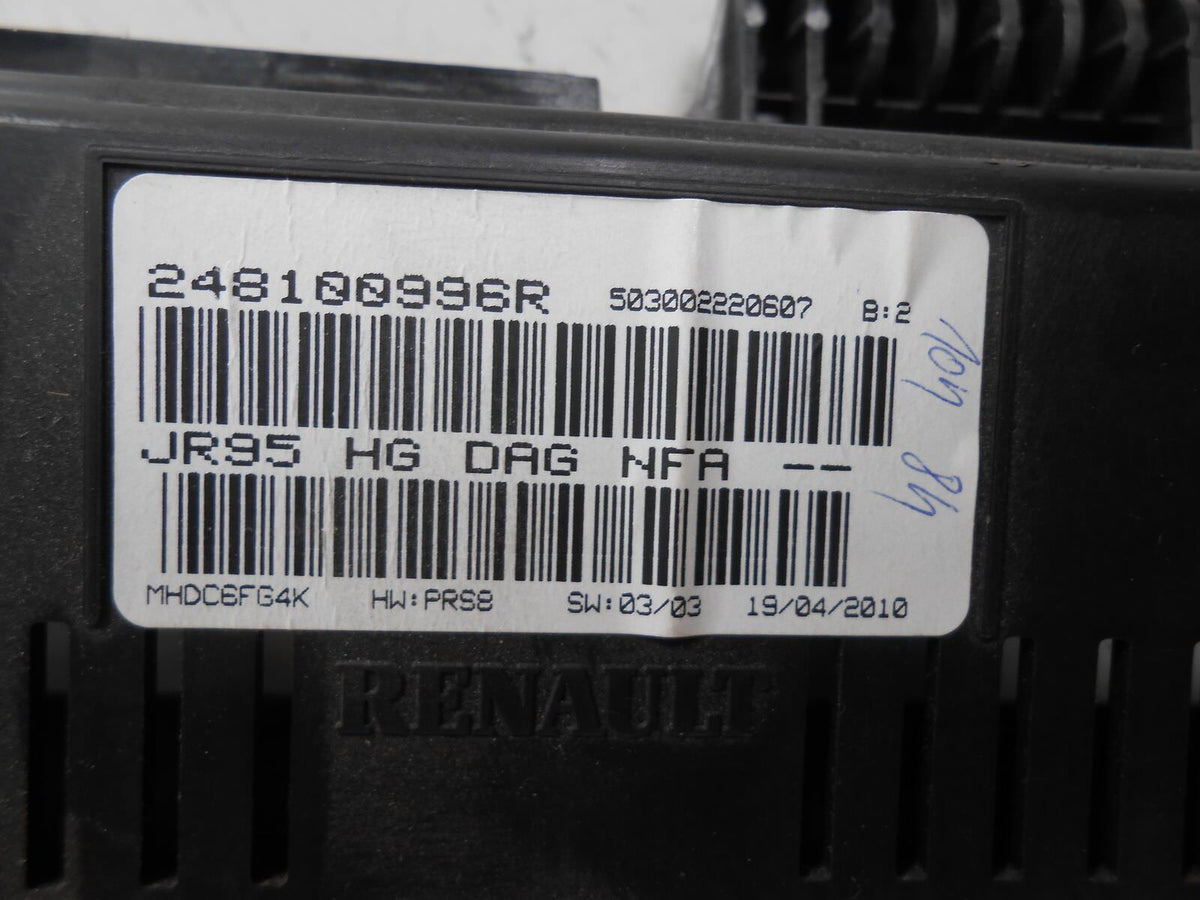 248100996R 503002220607 B:2
JR95 HG DAG NFA --
MHDC6FG4K HW:PRS8 SW:03/03 19/04/2010
RENAULT